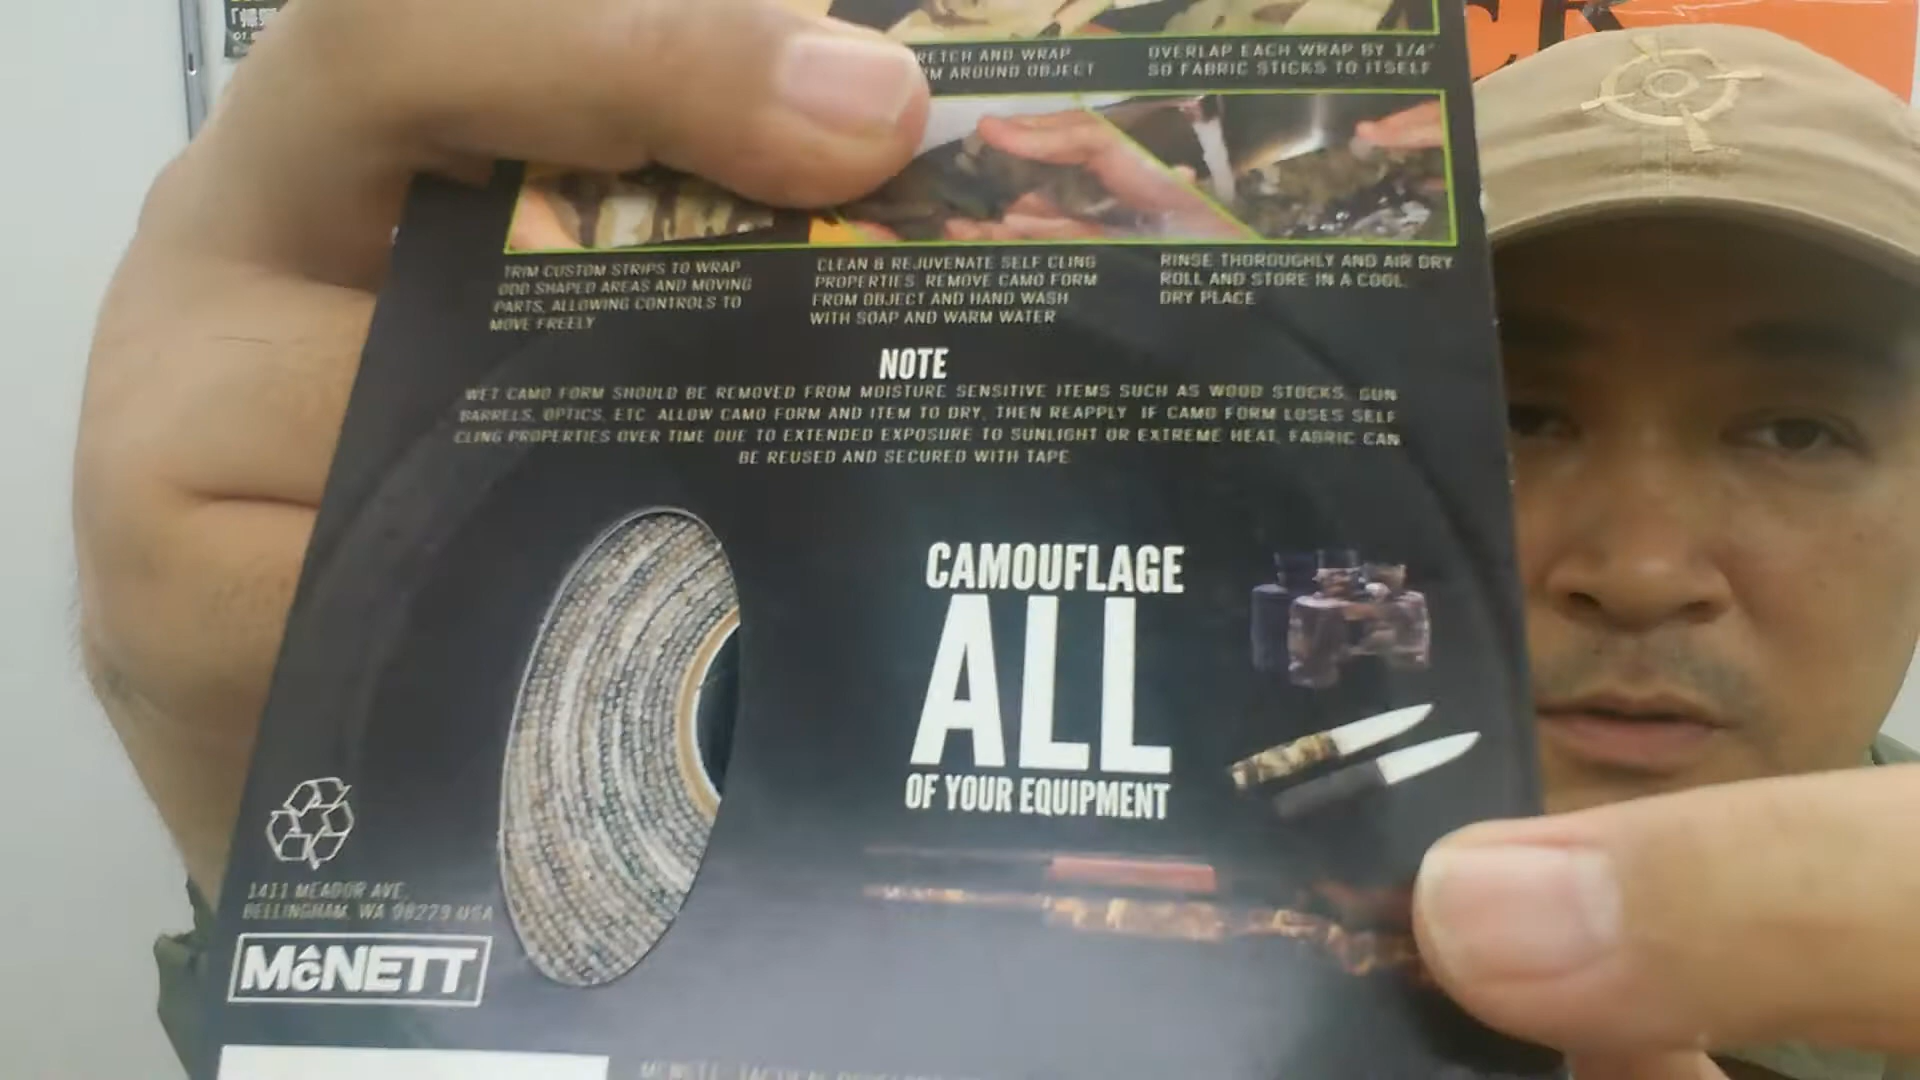 RETCH AND WRAP
RM AROUND OBJECT
OVERLAP EACH WRAP BY 1/4"
SO FABRIC STICKS TO ITSELF
TRIM CUSTOM STRIPS TO WRAP
ODD SHAPED AREAS AND MOVING
PARTS, ALLOWING CONTROLS TO
MOVE FREELY
CLEAN & REJUVENATE SELF CLING
PROPERTIES. REMOVE CAMO FORM
FROM OBJECT AND HAND WASH
WITH SOAP AND WARM WATER
RINSE THOROUGHLY AND AIR DRY
ROLL AND STORE IN A COOL,
DRY PLACE
NOTE
WET CAMO FORM SHOULD BE REMOVED FROM MOISTURE SENSITIVE ITEMS SUCH AS WOOD STOCKS, GUN
BARRELS, OPTICS, ETC. ALLOW CAMO FORM AND ITEM TO DRY, THEN REAPPLY. IF CAMO FORM LOSES SELF
CLING PROPERTIES OVER TIME DUE TO EXTENDED EXPOSURE TO SUNLIGHT OR EXTREME HEAT, FABRIC CAN
BE REUSED AND SECURED WITH TAPE
CAMOUFLAGE
ALL
OF YOUR EQUIPMENT
1411 MEADOR AVE.
BELLINGHAM, WA 98229 USA
McNETT